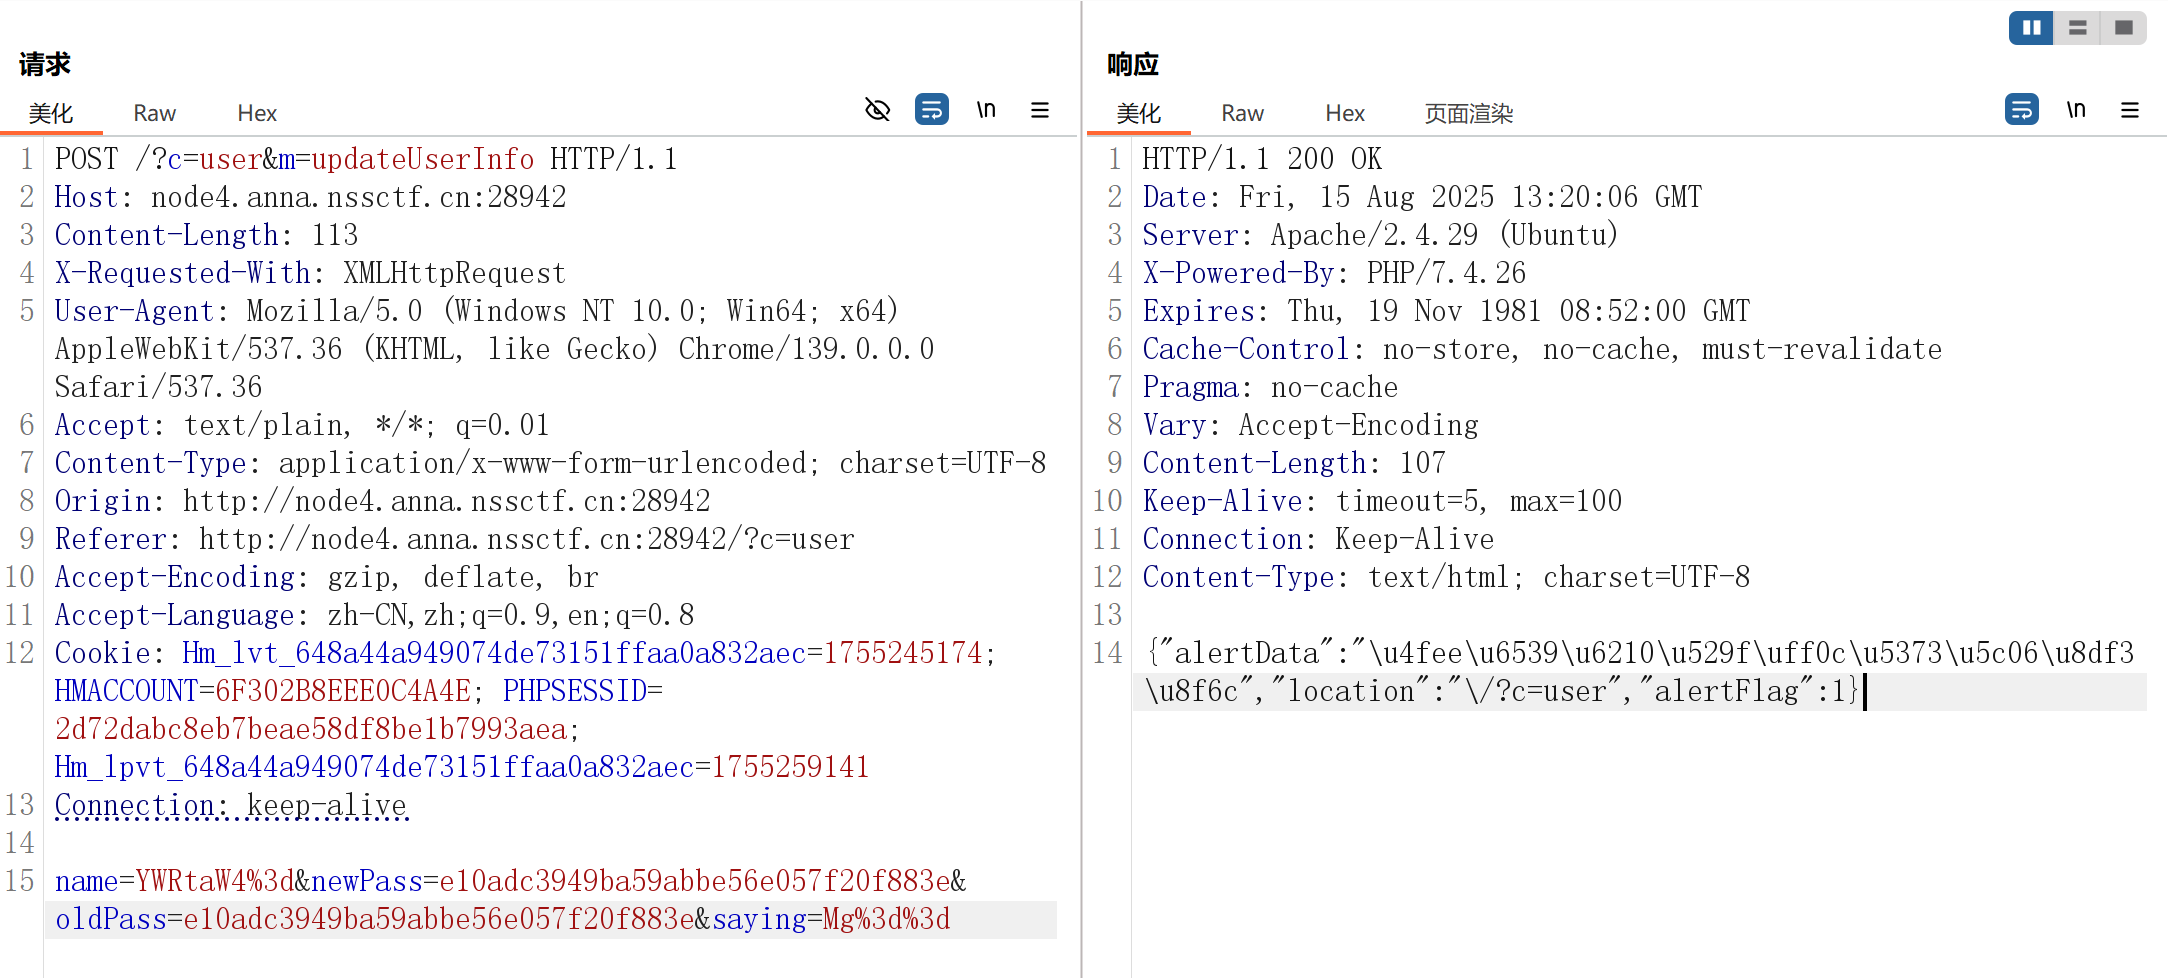 请求
美化 Raw Hex \n
1 POST /?c=user&m=updateUserInfo HTTP/1.1
2 Host: node4.anna.nssctf.cn:28942
3 Content-Length: 113
4 X-Requested-With: XMLHttpRequest
5 User-Agent: Mozilla/5.0 (Windows NT 10.0; Win64; x64)
AppleWebKit/537.36 (KHTML, like Gecko) Chrome/139.0.0.0
Safari/537.36
6 Accept: text/plain, */*; q=0.01
7 Content-Type: application/x-www-form-urlencoded; charset=UTF-8
8 Origin: http://node4.anna.nssctf.cn:28942
9 Referer: http://node4.anna.nssctf.cn:28942/?c=user
10 Accept-Encoding: gzip, deflate, br
11 Accept-Language: zh-CN,zh;q=0.9,en;q=0.8
12 Cookie: Hm_lvt_648a44a949074de73151ffaa0a832aec=1755245174;
HMACCOUNT=6F302B8EEE0C4A4E; PHPSESSID=
2d72dabc8eb7beae58df8be1b7993aea;
Hm_lpvt_648a44a949074de73151ffaa0a832aec=1755259141
13 Connection: keep-alive
14
15 name=YWRtaW4%3d&newPass=e10adc3949ba59abbe56e057f20f883e&
oldPass=e10adc3949ba59abbe56e057f20f883e&saying=Mg%3d%3d
响应
美化 Raw Hex 页面渲染 \n
1 HTTP/1.1 200 OK
2 Date: Fri, 15 Aug 2025 13:20:06 GMT
3 Server: Apache/2.4.29 (Ubuntu)
4 X-Powered-By: PHP/7.4.26
5 Expires: Thu, 19 Nov 1981 08:52:00 GMT
6 Cache-Control: no-store, no-cache, must-revalidate
7 Pragma: no-cache
8 Vary: Accept-Encoding
9 Content-Length: 107
10 Keep-Alive: timeout=5, max=100
11 Connection: Keep-Alive
12 Content-Type: text/html; charset=UTF-8
13
14 {"alertData":"\u4fee\u6539\u6210\u529f\uff0c\u5373\u5c06\u8df3
\u8f6c","location":"\/?c=user","alertFlag":1}